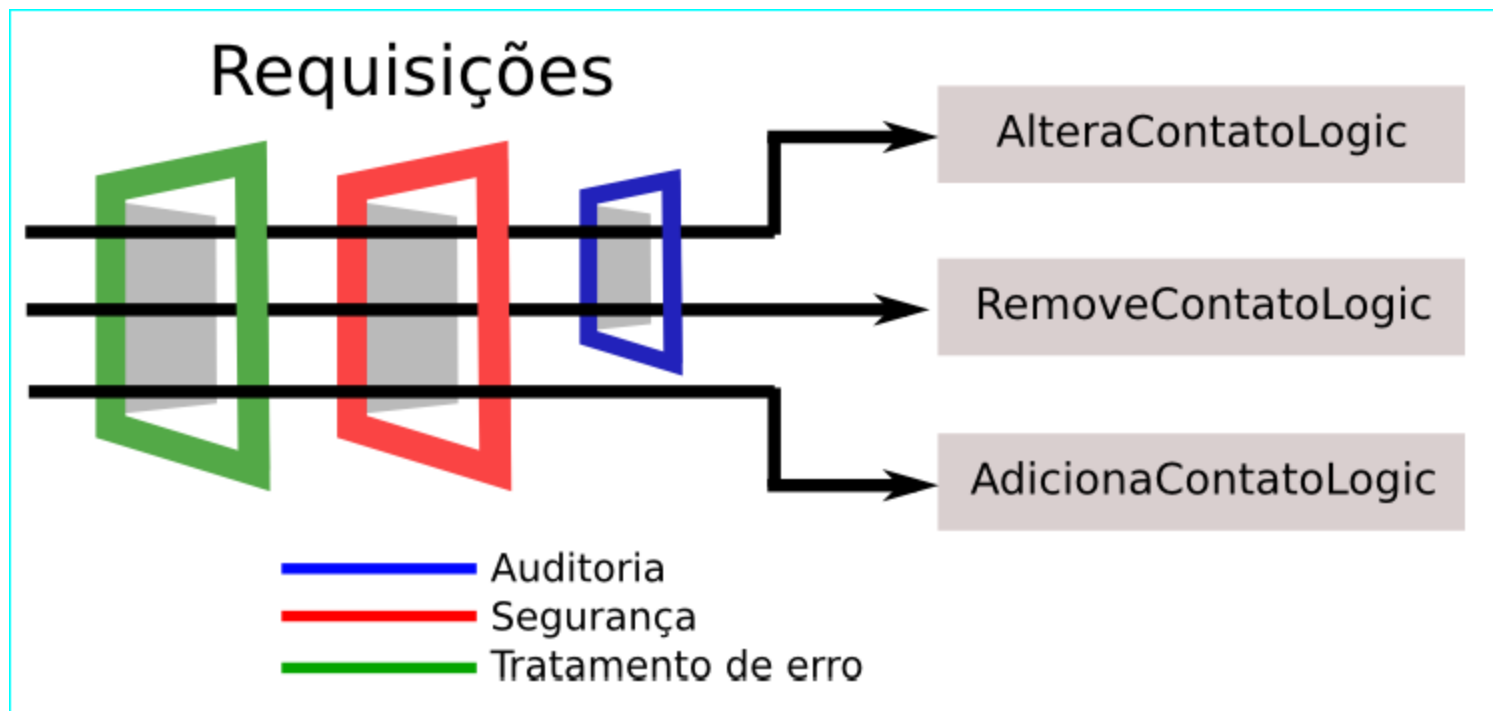 Requisições
AlteraContatoLogic
RemoveContatoLogic
AdicionaContatoLogic
Auditoria
Segurança
Tratamento de erro